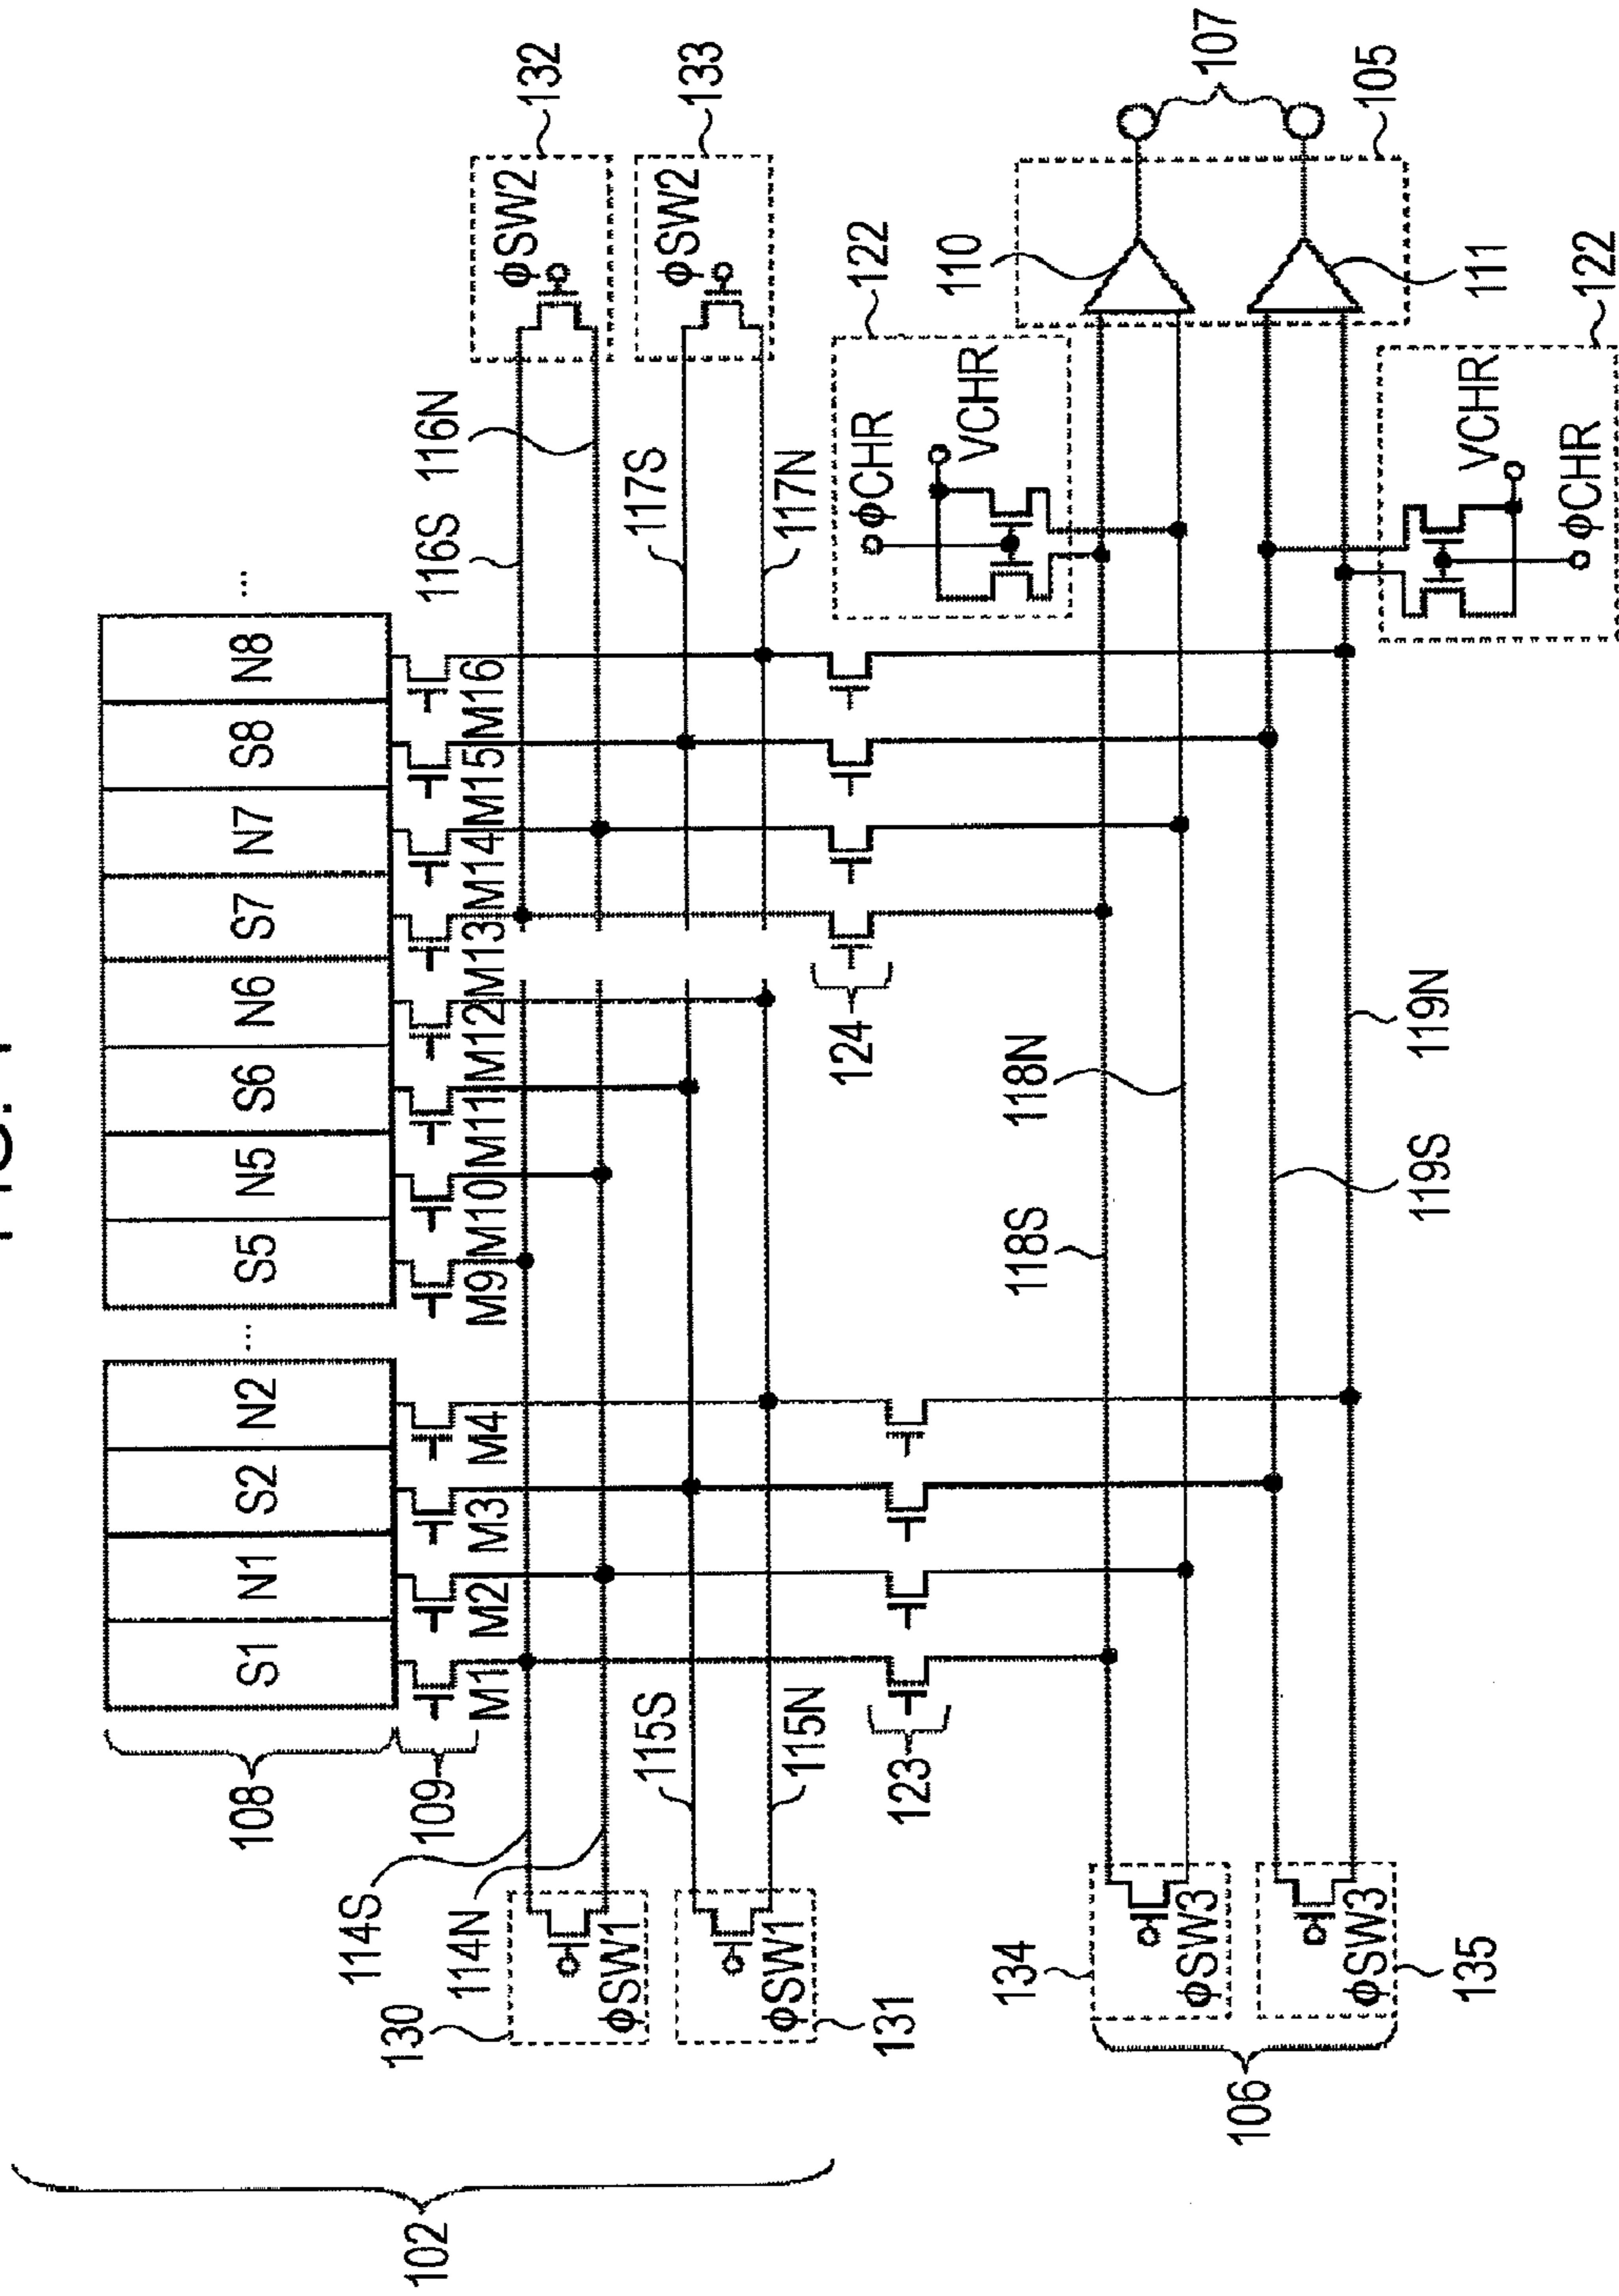 S1 N1 S2 N2 ... S5 N5 S6 N6 S7 N7 S8 N8 ...
108
109
M1 M2 M3 M4 M9 M10 M11 M12 M13 M14 M15 M16
102
114S
114N
130
ϕSW1
131
ϕSW1
115S
115N
116S
116N
117S
117N
132
ϕSW2
133
ϕSW2
123
124
122
ϕCHR
VCHR
110
107
105
111
122
VCHR
ϕCHR
118S
118N
119S
119N
134
ϕSW3
106
135
ϕSW3